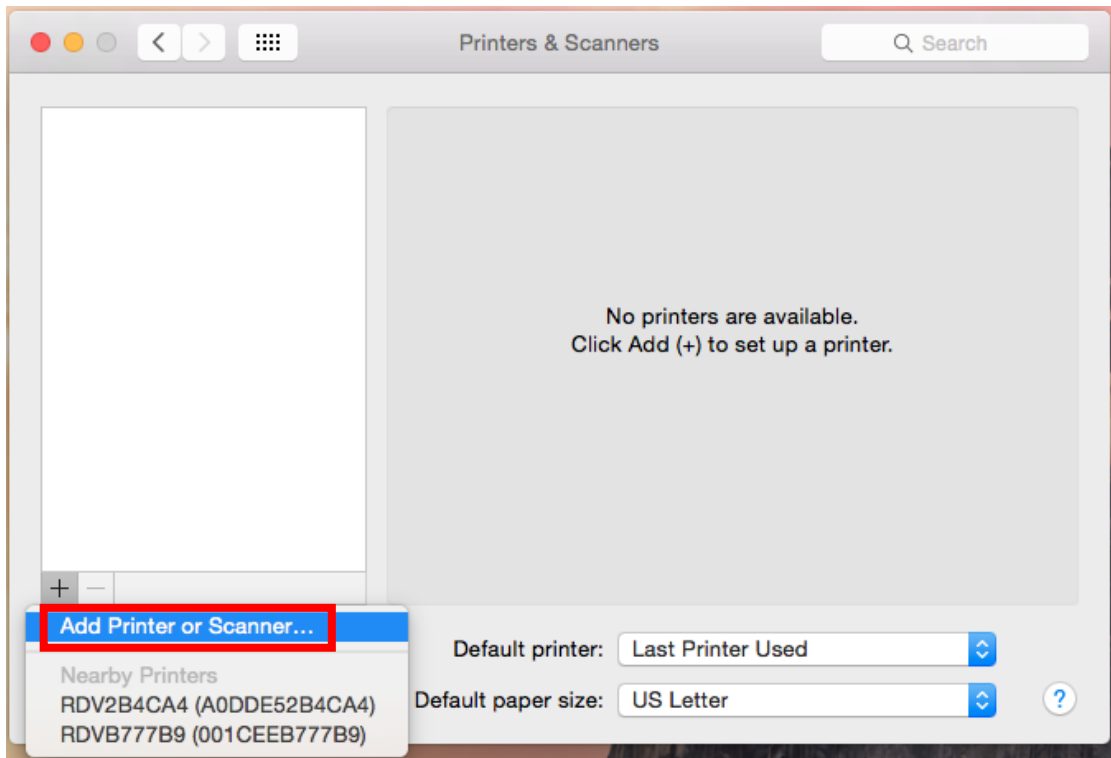 Printers & Scanners
Search
No printers are available.
Click Add (+) to set up a printer.
Add Printer or Scanner...
Nearby Printers
RDV2B4CA4 (A0DDE52B4CA4)
RDVB777B9 (001CEEB777B9)
Default printer: Last Printer Used
Default paper size: US Letter
?